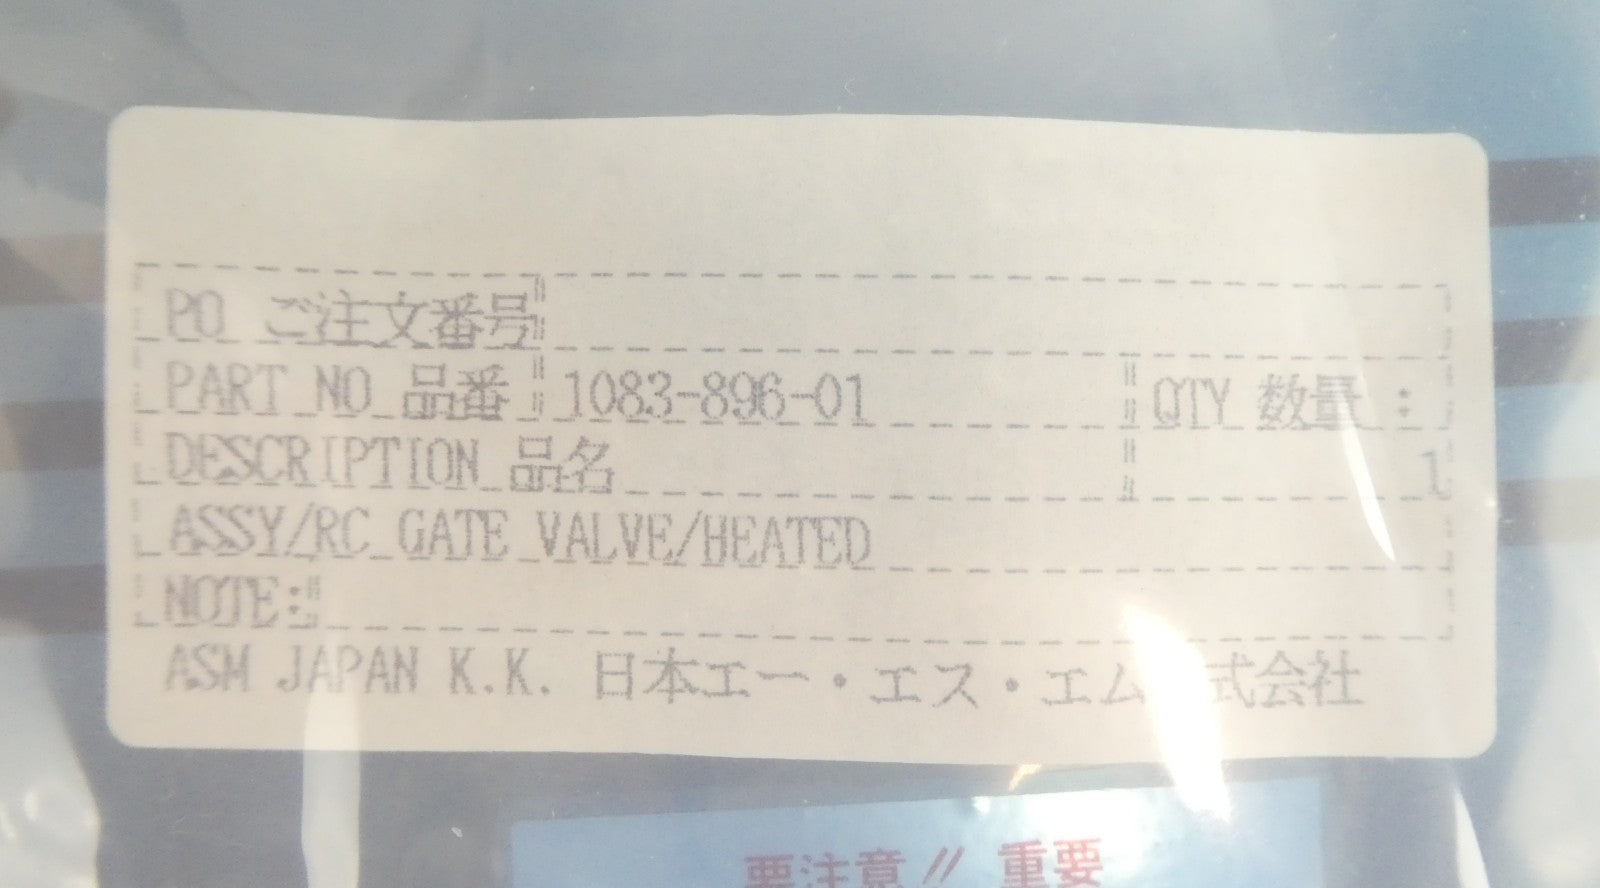 PO ご注文番号
PART NO 品番 1083-896-01 QTY 数量 :
DESCRIPTION 品名 1
ASSY/RC GATE VALVE/HEATED
NOTE:
ASM JAPAN K.K. 日本エー・エス・エム 式会社
要注意 // 重要